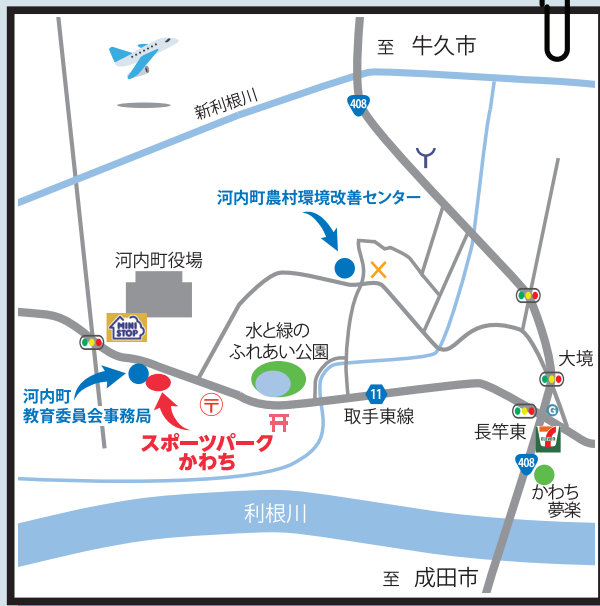 至 牛久市
408
新利根川
河内町農村環境改善センター
河内町役場
MINI
STOP
水と緑の
ふれあい公園
大境
河内町
教育委員会事務局
11
取手東線
G
長竿東
7
ELEVEN
スポーツパーク
かわち
408
かわち
夢楽
利根川
至 成田市